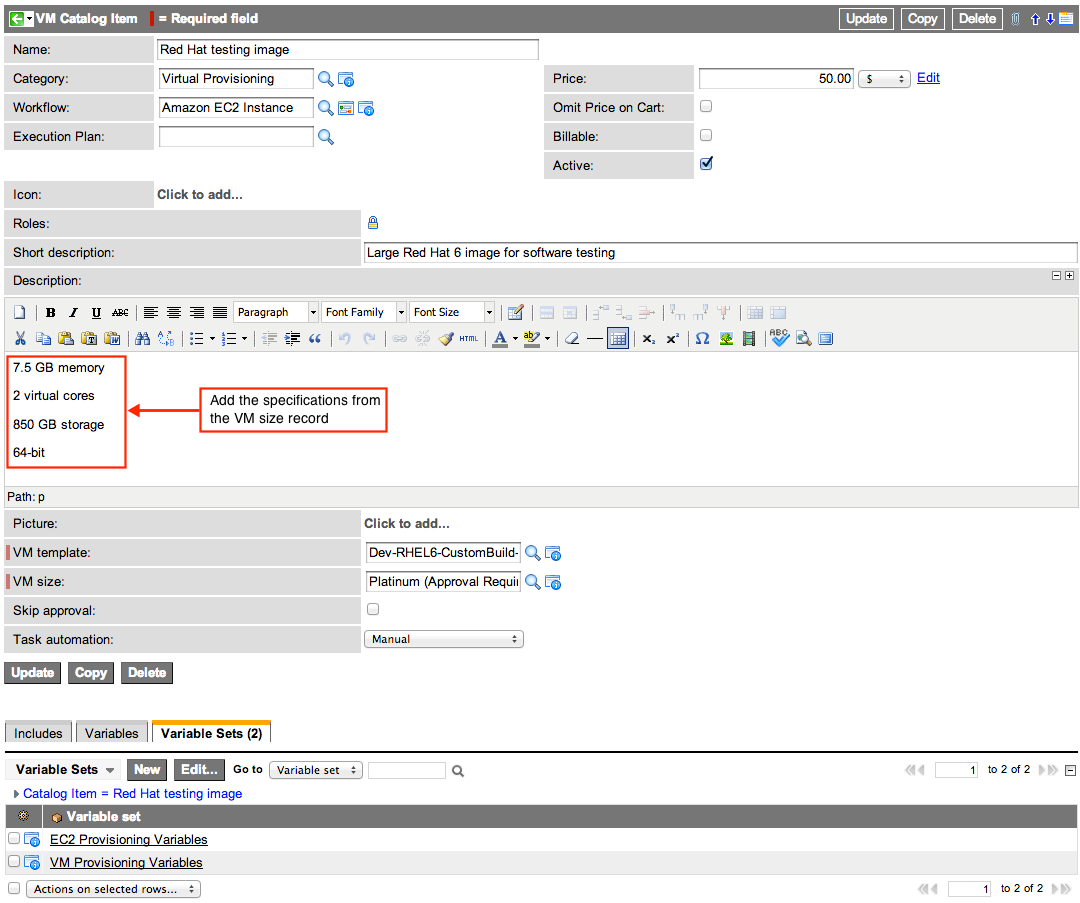 VM Catalog Item = Required field Update Copy Delete
Name: Red Hat testing image
Category: Virtual Provisioning Price: 50.00 $ Edit
Workflow: Amazon EC2 Instance Omit Price on Cart:
Execution Plan: Billable:
Active:
Icon: Click to add...
Roles:
Short description: Large Red Hat 6 image for software testing
Description:
B I U ABC Paragraph Font Family Font Size
HTML A ab x₂ x² Ω ABC
7.5 GB memory
2 virtual cores
850 GB storage
64-bit
Add the specifications from
the VM size record
Path: p
Picture: Click to add...
VM template: Dev-RHEL6-CustomBuild-
VM size: Platinum (Approval Requi
Skip approval:
Task automation: Manual
Update Copy Delete
Includes Variables Variable Sets (2)
Variable Sets New Edit... Go to Variable set 1 to 2 of 2
Catalog Item = Red Hat testing image
Variable set
EC2 Provisioning Variables
VM Provisioning Variables
Actions on selected rows... 1 to 2 of 2